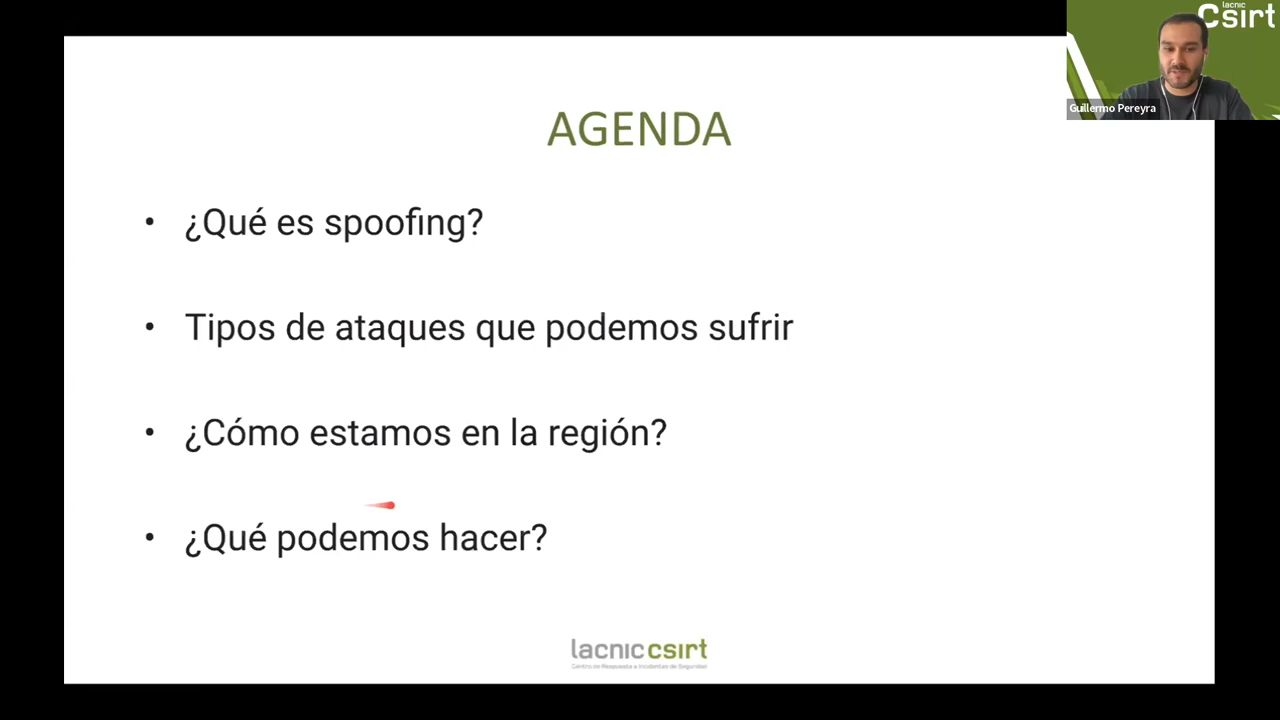 lacnic
Csirt
Guillermo Pereyra
AGENDA
• ¿Qué es spoofing?
• Tipos de ataques que podemos sufrir
• ¿Cómo estamos en la región?
• ¿Qué podemos hacer?
lacnic csirt
Centro de Respuesta a Incidentes de Seguridad